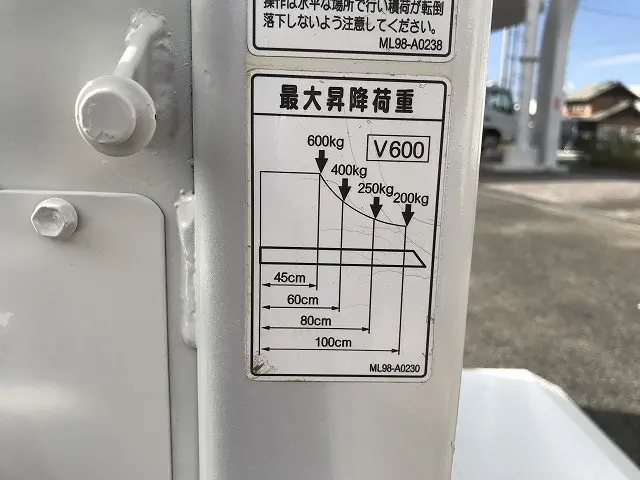 操作は水平な場所で行い積荷が転倒
落下しないよう注意してください。
ML98-A0238
最大昇降荷重
V600
600kg
400kg
250kg
200kg
45cm
60cm
80cm
100cm
ML98-A0230